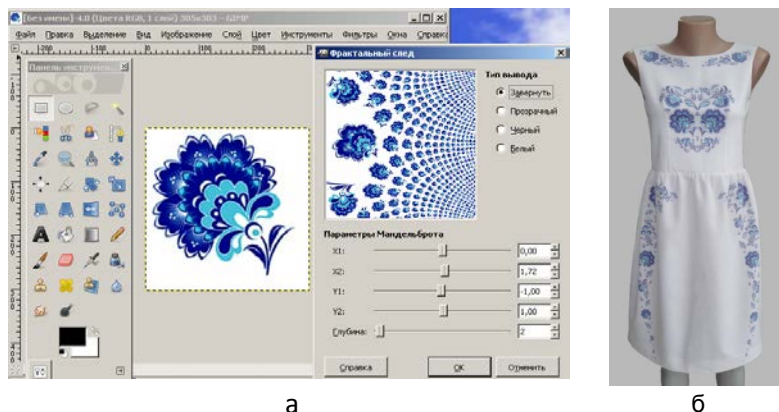 [Без имени]-4.0 (Цвета RGB, 1 слой) 305x303 – GIMP
Файл Правка Выделение Вид Изображение Слой Цвет Инструменты Фильтры Окна Справка
Панель инструмен...
Фрактальный след
Тип вывода
Завернуть
Прозрачный
Чёрный
Белый
Параметры Мандельброта
X1: 0,00
X2: 1,72
Y1: -1,00
Y2: 1,00
Глубина: 2
Справка OK Отменить
а б